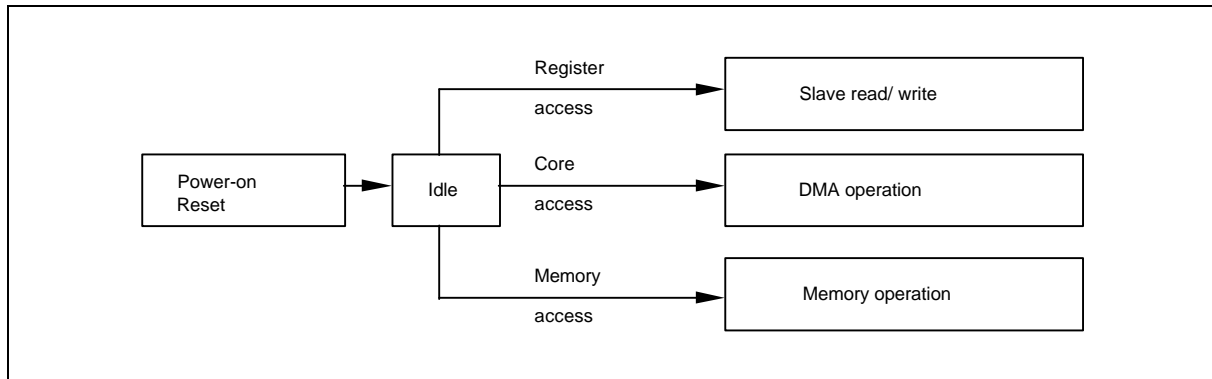 Register
access
Slave read/ write
Power-on
Reset
Idle
Core
access
DMA operation
Memory
access
Memory operation